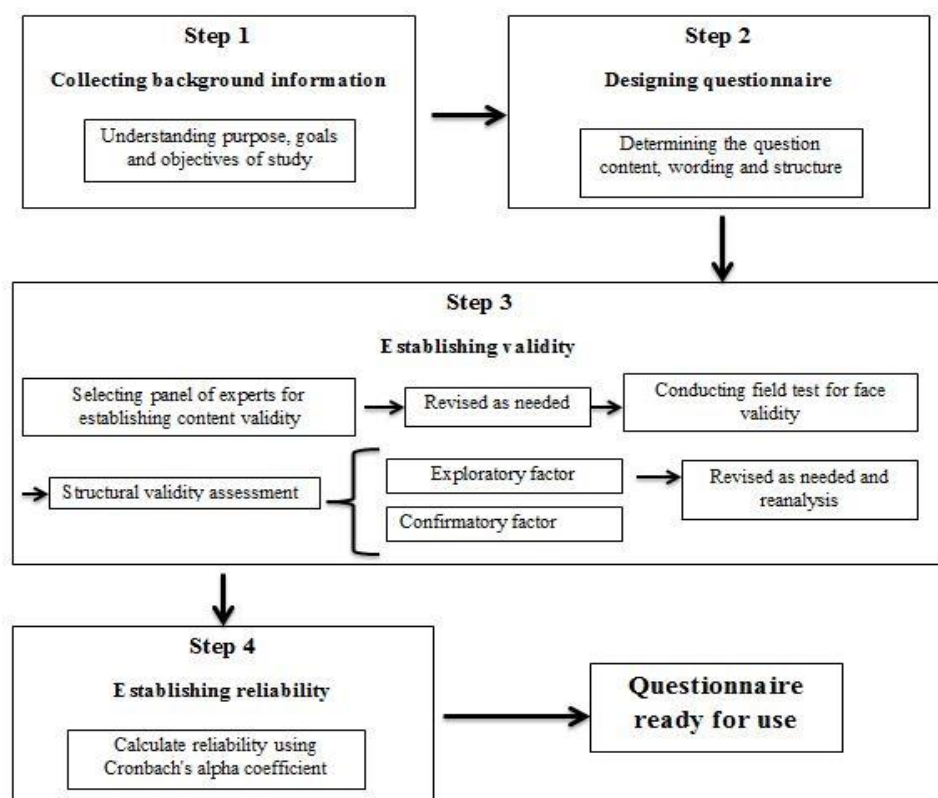 Step 1
Collecting background information
Understanding purpose, goals
and objectives of study
Step 2
Designing questionnaire
Determining the question
content, wording and structure
Step 3
Establishing validity
Selecting panel of experts for
establishing content validity
Revised as needed
Conducting field test for face
validity
Structural validity assessment
Exploratory factor
Confirmatory factor
Revised as needed and
reanalysis
Step 4
Establishing reliability
Calculate reliability using
Cronbach's alpha coefficient
Questionnaire
ready for use